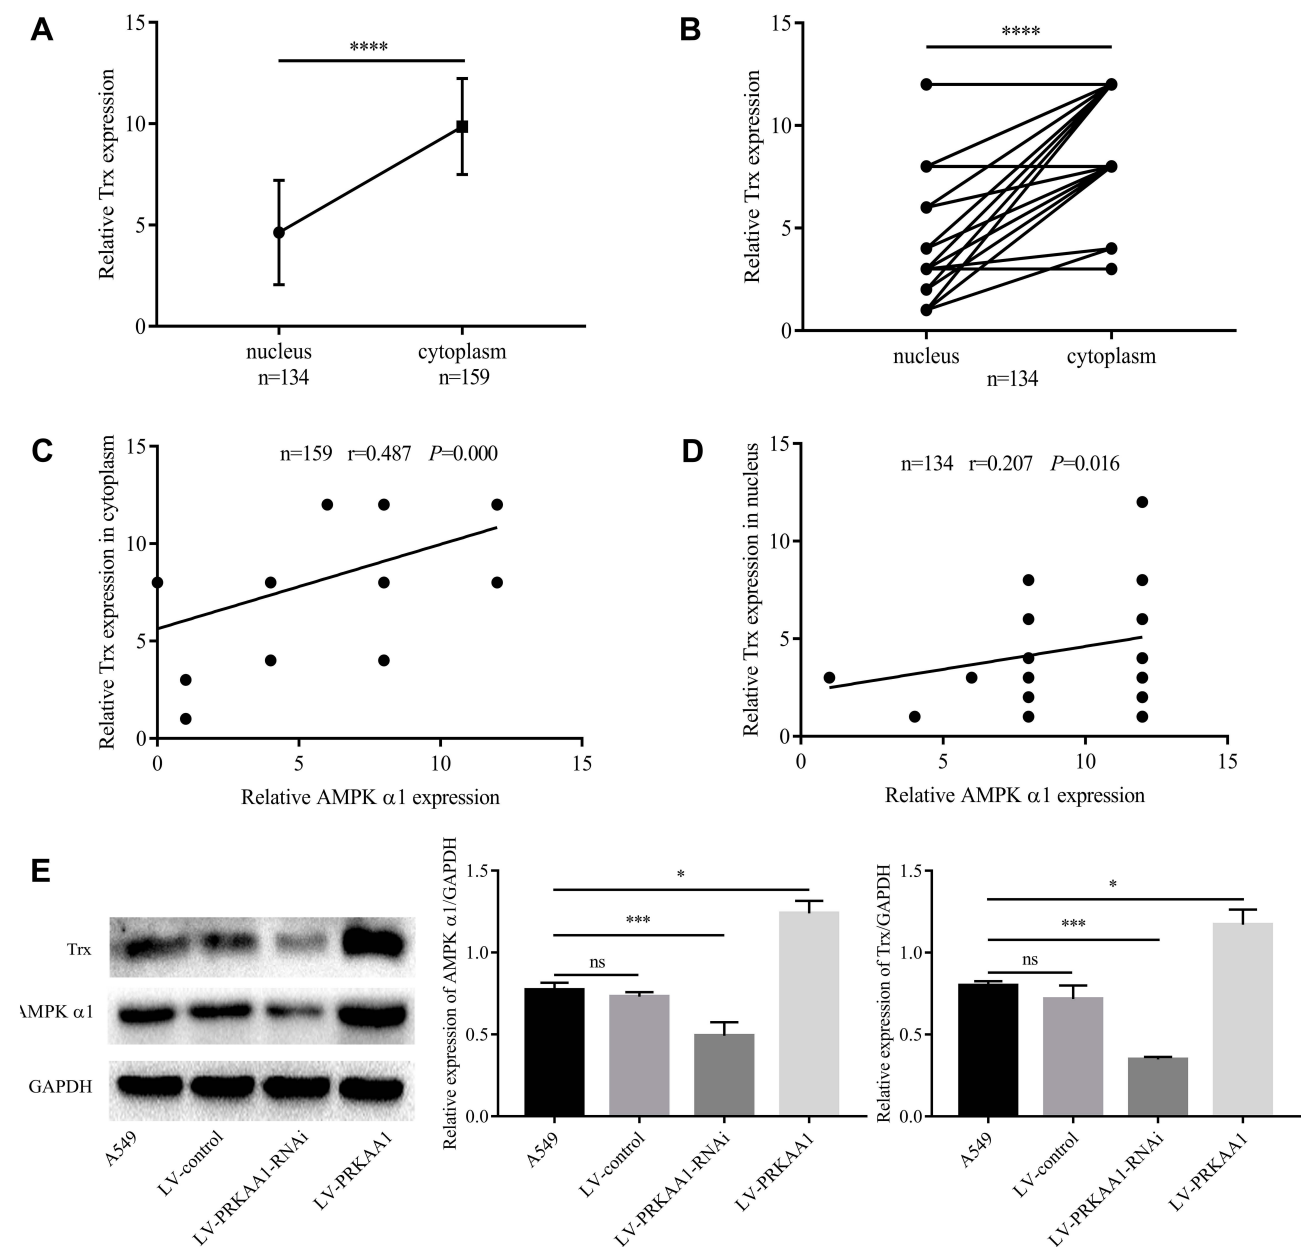 A
Relative Trx expression
15
10
5
0
****
nucleus
n=134
cytoplasm
n=159
B
Relative Trx expression
15
10
5
0
****
nucleus
cytoplasm
n=134
C
Relative Trx expression in cytoplasm
15
10
5
0
n=159 r=0.487 P=0.000
0 5 10 15
Relative AMPK α1 expression
D
Relative Trx expression in nucleus
15
10
5
0
n=134 r=0.207 P=0.016
0 5 10 15
Relative AMPK α1 expression
E
Trx
AMPK α1
GAPDH
A549
LV-control
LV-PRKAA1-RNAi
LV-PRKAA1
Relative expression of AMPK α1/GAPDH
1.5
1.0
0.5
0.0
*
***
ns
A549
LV-control
LV-PRKAA1-RNAi
LV-PRKAA1
Relative expression of Trx/GAPDH
1.5
1.0
0.5
0.0
*
***
ns
A549
LV-control
LV-PRKAA1-RNAi
LV-PRKAA1